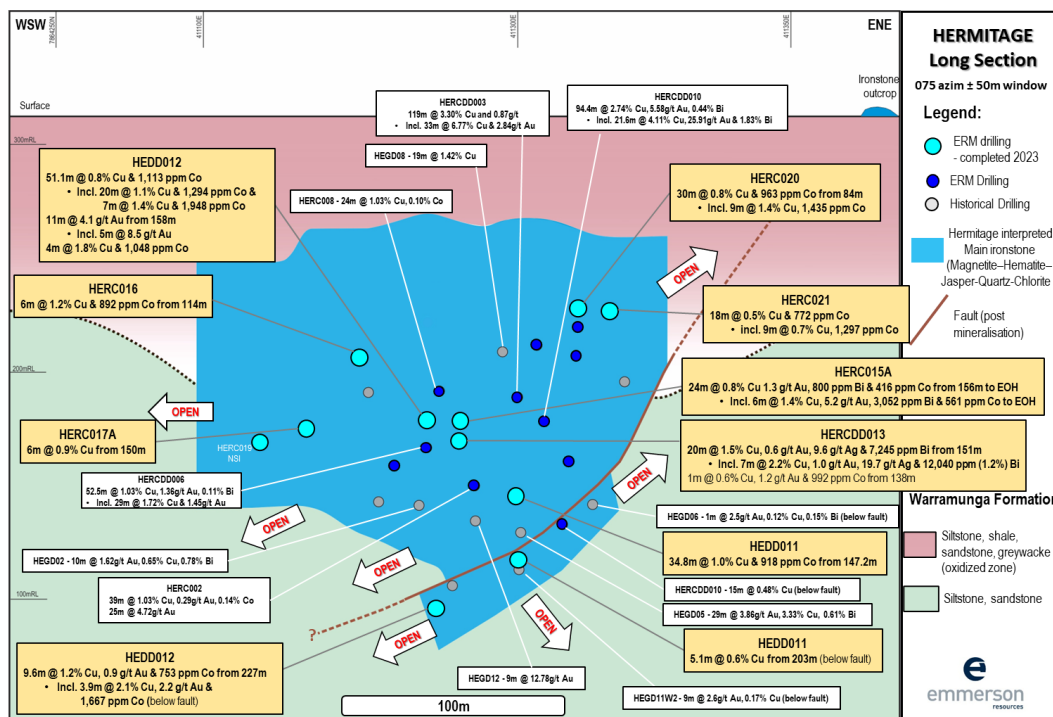 WSW
7864250N
411100E
411300E
411350E
ENE
HERMITAGE
Long Section
075 azim ± 50m window
Legend:
ERM drilling
- completed 2023
ERM Drilling
Historical Drilling
Hermitage interpreted
Main ironstone
(Magnetite–Hematite–
Jasper-Quartz-Chlorite
Fault (post
mineralisation)
Warramunga Formation
Siltstone, shale,
sandstone, greywacke
(oxidized zone)
Siltstone, sandstone
emmerson
resources
Ironstone
outcrop
Surface
300mRL
200mRL
100mRL
HERCDD003
119m @ 3.30% Cu and 0.87g/t
• Incl. 33m @ 6.77% Cu & 2.84g/t Au
HERCDD010
94.4m @ 2.74% Cu, 5.58g/t Au, 0.44% Bi
• Incl. 21.6m @ 4.11% Cu, 25.91g/t Au & 1.83% Bi
HEGD08 - 19m @ 1.42% Cu
HERC008 - 24m @ 1.03% Cu, 0.10% Co
HEDD012
51.1m @ 0.8% Cu & 1,113 ppm Co
• Incl. 20m @ 1.1% Cu & 1,294 ppm Co &
7m @ 1.4% Cu & 1,948 ppm Co
11m @ 4.1 g/t Au from 158m
• Incl. 5m @ 8.5 g/t Au
4m @ 1.8% Cu & 1,048 ppm Co
HERC020
30m @ 0.8% Cu & 963 ppm Co from 84m
• Incl. 9m @ 1.4% Cu, 1,435 ppm Co
OPEN
HERC016
6m @ 1.2% Cu & 892 ppm Co from 114m
HERC021
18m @ 0.5% Cu & 772 ppm Co
• incl. 9m @ 0.7% Cu, 1,297 ppm Co
HERC015A
24m @ 0.8% Cu 1.3 g/t Au, 800 ppm Bi & 416 ppm Co from 156m to EOH
• Incl. 6m @ 1.4% Cu, 5.2 g/t Au, 3,052 ppm Bi & 561 ppm Co to EOH
OPEN
HERC017A
6m @ 0.9% Cu from 150m
HERC019
NSI
HERCDD013
20m @ 1.5% Cu, 0.6 g/t Au, 9.6 g/t Ag & 7,245 ppm Bi from 151m
• Incl. 7m @ 2.2% Cu, 1.0 g/t Au, 19.7 g/t Ag & 12,040 ppm (1.2%) Bi
1m @ 0.6% Cu, 1.2 g/t Au & 992 ppm Co from 138m
OPEN
HERCDD006
52.5m @ 1.03% Cu, 1.36g/t Au, 0.11% Bi
• Incl. 29m @ 1.72% Cu & 1.45g/t Au
OPEN
HEGD06 - 1m @ 2.5g/t Au, 0.12% Cu, 0.15% Bi (below fault)
HEGD02 - 10m @ 1.62g/t Au, 0.65% Cu, 0.78% Bi
OPEN
HEDD011
34.8m @ 1.0% Cu & 918 ppm Co from 147.2m
HERC002
39m @ 1.03% Cu, 0.29g/t Au, 0.14% Co
25m @ 4.72g/t Au
HERCDD010 - 15m @ 0.48% Cu (below fault)
HEGD05 - 29m @ 3.86g/t Au, 3.33% Cu, 0.61% Bi
?
OPEN
OPEN
HEDD012
9.6m @ 1.2% Cu, 0.9 g/t Au & 753 ppm Co from 227m
• Incl. 3.9m @ 2.1% Cu, 2.2 g/t Au &
1,667 ppm Co (below fault)
HEDD011
5.1m @ 0.6% Cu from 203m (below fault)
HEGD12 - 9m @ 12.78g/t Au
HEGD11W2 - 9m @ 2.6g/t Au, 0.17% Cu (below fault)
100m